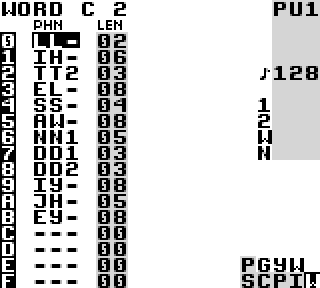 WORD C 2 PU1
PHN LEN
0 LL- 02
1 IH- 06
2 TT2 03 ♪128
3 EL- 08
4 SS- 04 1
5 AW- 08 2
6 NN1 05 W
7 DD1 03 N
8 DD2 03
9 IY- 08
A JH- 05
B EY- 08
C --- 00
D --- 00
E --- 00 PGYW
F --- 00 SCPIW